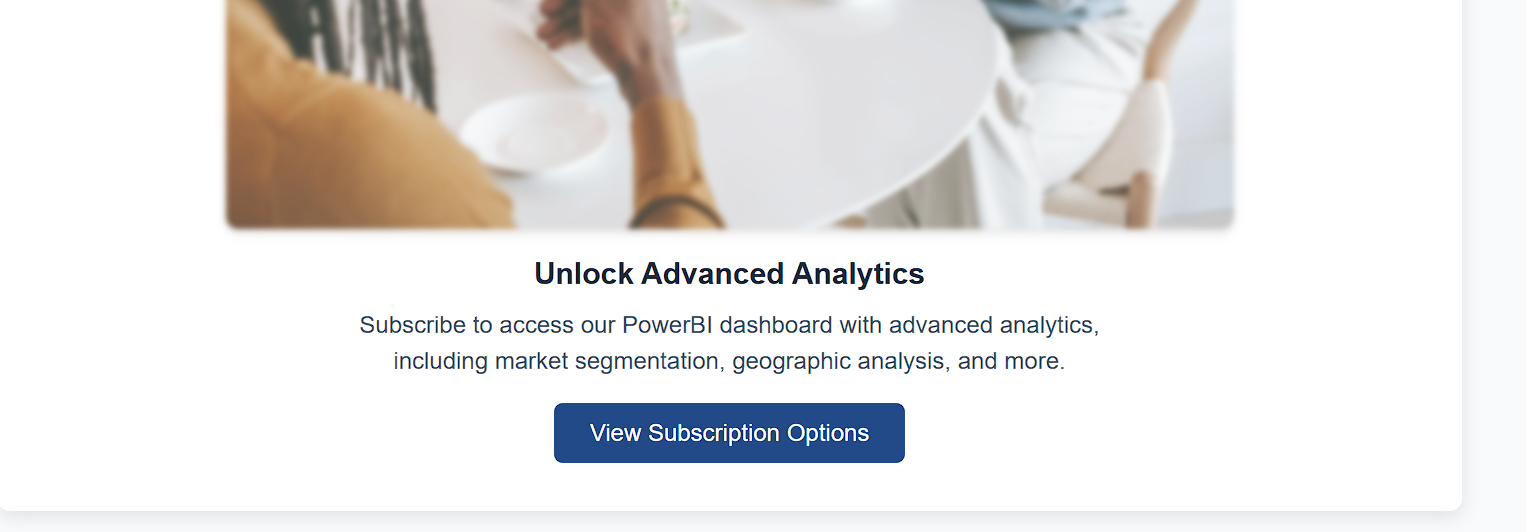 Unlock Advanced Analytics
Subscribe to access our PowerBI dashboard with advanced analytics,
including market segmentation, geographic analysis, and more.
View Subscription Options